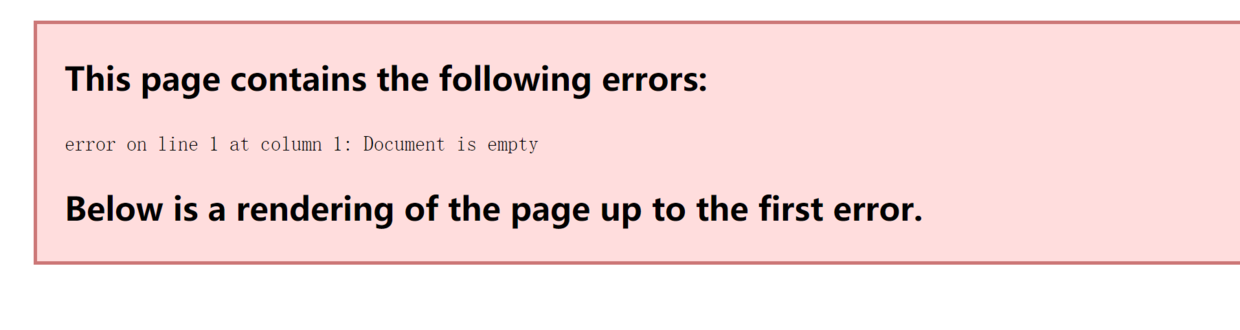 This page contains the following errors:
error on line 1 at column 1: Document is empty
Below is a rendering of the page up to the first error.